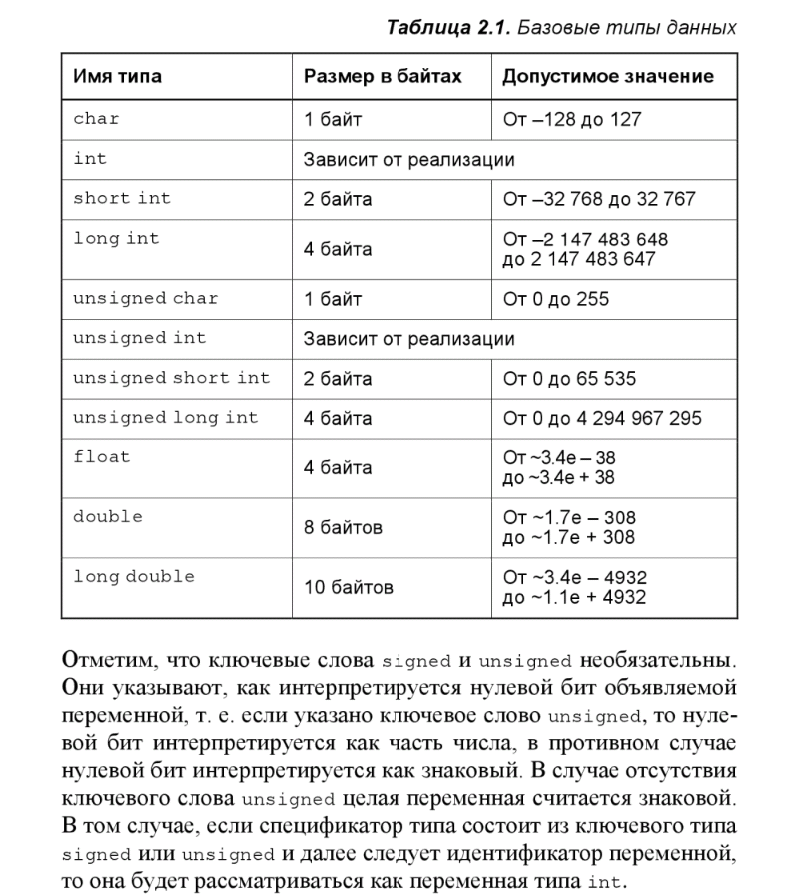 Таблица 2.1. Базовые типы данных
Имя типа Размер в байтах Допустимое значение
char 1 байт От –128 до 127
int Зависит от реализации
short int 2 байта От –32 768 до 32 767
long int 4 байта От –2 147 483 648
до 2 147 483 647
unsigned char 1 байт От 0 до 255
unsigned int Зависит от реализации
unsigned short int 2 байта От 0 до 65 535
unsigned long int 4 байта От 0 до 4 294 967 295
float 4 байта От ~3.4e – 38
до ~3.4e + 38
double 8 байтов От ~1.7e – 308
до ~1.7e + 308
long double 10 байтов От ~3.4e – 4932
до ~1.1e + 4932
Отметим, что ключевые слова signed и unsigned необязательны.
Они указывают, как интерпретируется нулевой бит объявляемой
переменной, т. е. если указано ключевое слово unsigned, то нуле-
вой бит интерпретируется как часть числа, в противном случае
нулевой бит интерпретируется как знаковый. В случае отсутствия
ключевого слова unsigned целая переменная считается знаковой.
В том случае, если спецификатор типа состоит из ключевого типа
signed или unsigned и далее следует идентификатор переменной,
то она будет рассматриваться как переменная типа int.